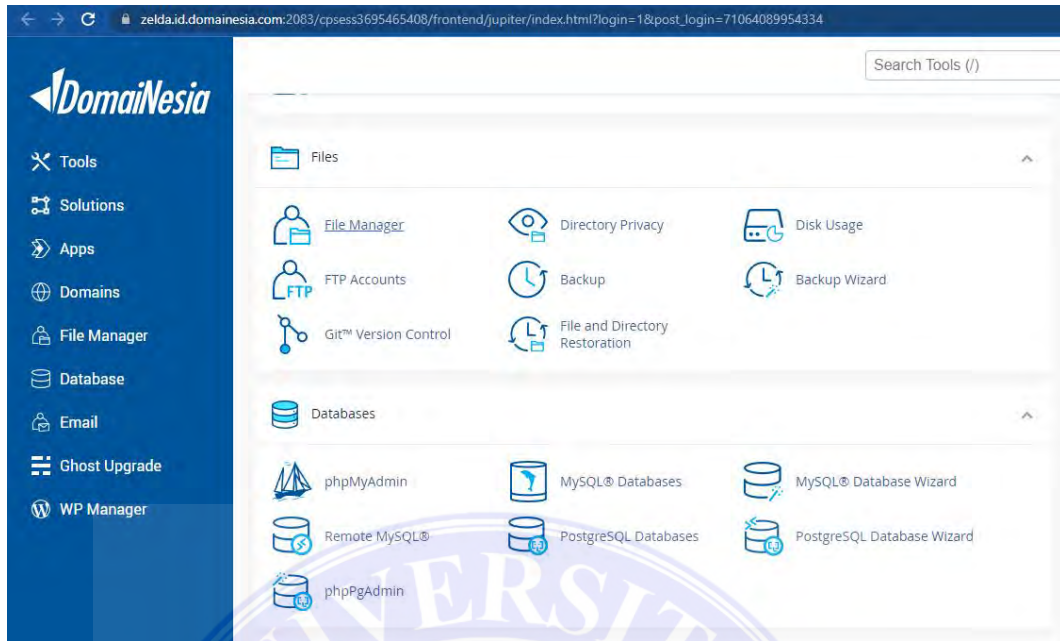 zelda.id.domainesia.com:2083/cpsess3695465408/frontend/jupiter/index.html?login=1&post_login=71064089954334
DomaiNesia
Search Tools (/)
Tools
Solutions
Apps
Domains
File Manager
Database
Email
Ghost Upgrade
WP Manager
Files
File Manager
Directory Privacy
Disk Usage
FTP
FTP Accounts
Backup
Backup Wizard
Git™ Version Control
File and Directory
Restoration
Databases
phpMyAdmin
MySQL® Databases
MySQL® Database Wizard
Remote MySQL®
PostgreSQL Databases
PostgreSQL Database Wizard
phpPgAdmin
VERSIT